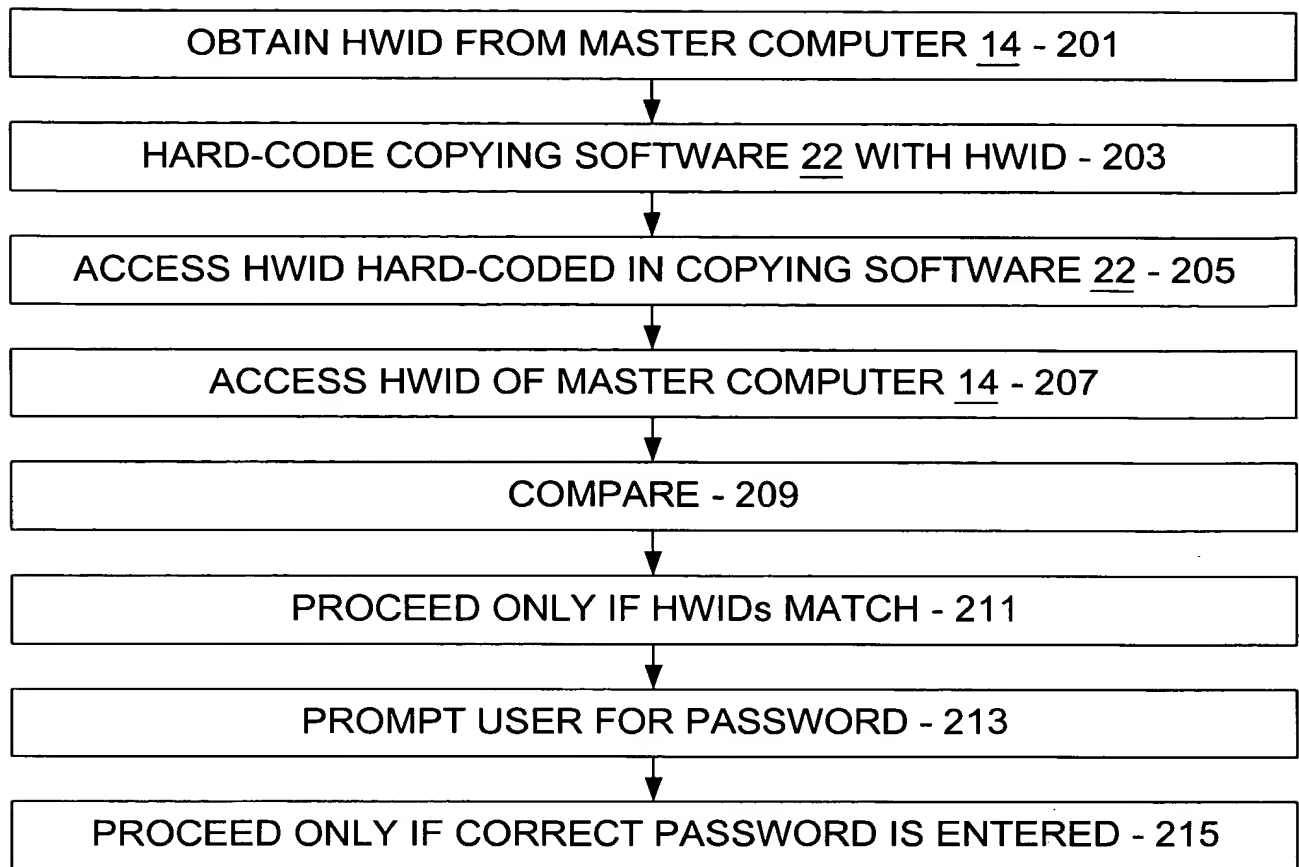 OBTAIN HWID FROM MASTER COMPUTER 14 - 201
HARD-CODE COPYING SOFTWARE 22 WITH HWID - 203
ACCESS HWID HARD-CODED IN COPYING SOFTWARE 22 - 205
ACCESS HWID OF MASTER COMPUTER 14 - 207
COMPARE - 209
PROCEED ONLY IF HWIDs MATCH - 211
PROMPT USER FOR PASSWORD - 213
PROCEED ONLY IF CORRECT PASSWORD IS ENTERED - 215